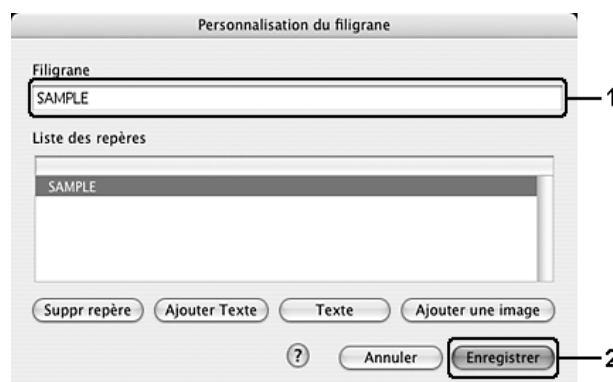 Personnalisation du filigrane
Filigrane
SAMPLE
1
Liste des repères
SAMPLE
Suppr repère Ajouter Texte Texte Ajouter une image
? Annuler Enregistrer
2